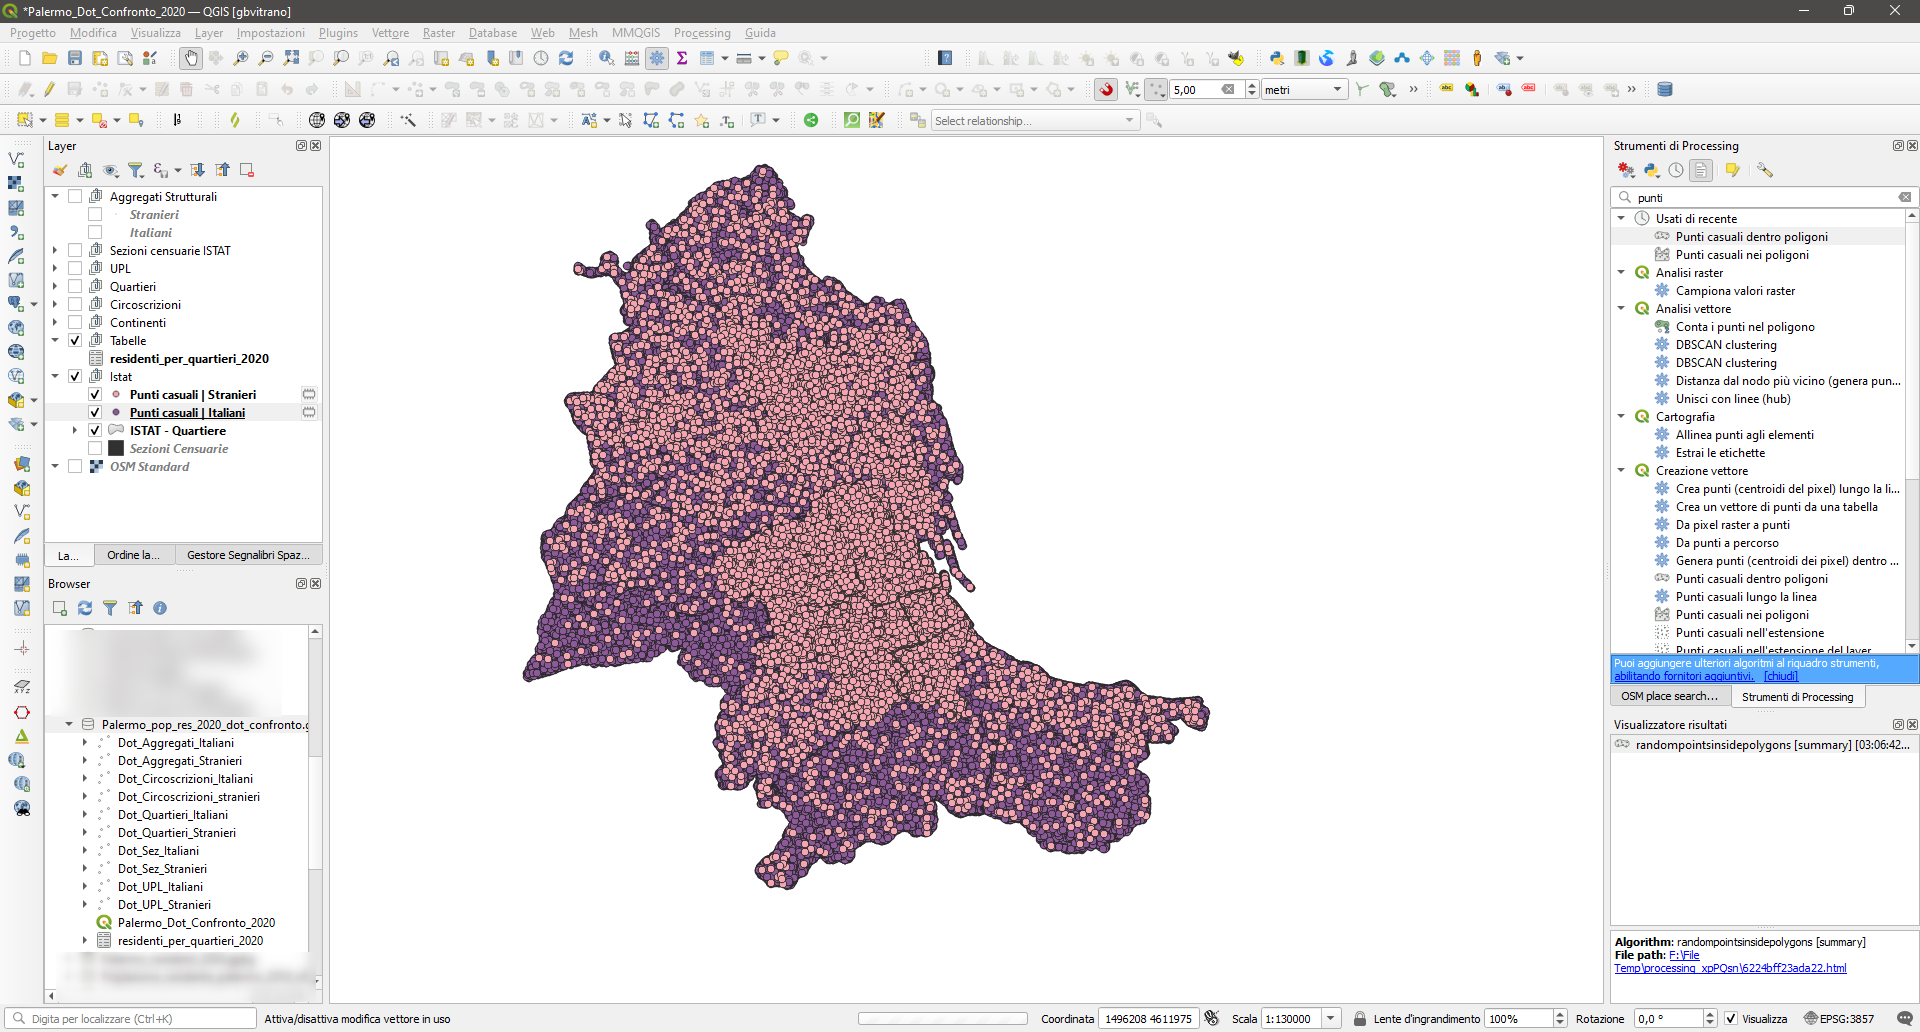 *Palermo_Dot_Confronto_2020 — QGIS [gbvitrano]
Progetto Modifica Visualizza Layer Impostazioni Plugins Vettore Raster Database Web Mesh MMQGIS Processing Guida
5,00 metri
Select relationship...
Layer
Aggregati Strutturali
Stranieri
Italiani
Sezioni censuarie ISTAT
UPL
Quartieri
Circoscrizioni
Continenti
Tabelle
residenti_per_quartieri_2020
Istat
Punti casuali | Stranieri
Punti casuali | Italiani
ISTAT - Quartiere
Sezioni Censuarie
OSM Standard
La... Ordine la... Gestore Segnalibri Spaz...
Browser
Palermo_pop_res_2020_dot_confronto.g
Dot_Aggregati_Italiani
Dot_Aggregati_Stranieri
Dot_Circoscrizioni_Italiani
Dot_Circoscrizioni_stranieri
Dot_Quartieri_Italiani
Dot_Quartieri_Stranieri
Dot_Sez_Italiani
Dot_Sez_Stranieri
Dot_UPL_Italiani
Dot_UPL_Stranieri
Palermo_Dot_Confronto_2020
residenti_per_quartieri_2020
Strumenti di Processing
punti
Usati di recente
Punti casuali dentro poligoni
Punti casuali nei poligoni
Analisi raster
Campiona valori raster
Analisi vettore
Conta i punti nel poligono
DBSCAN clustering
DBSCAN clustering
Distanza dal nodo più vicino (genera pun...
Unisci con linee (hub)
Cartografia
Allinea punti agli elementi
Estrai le etichette
Creazione vettore
Crea punti (centroidi del pixel) lungo la li...
Crea un vettore di punti da una tabella
Da pixel raster a punti
Da punti a percorso
Genera punti (centroidi dei pixel) dentro ...
Punti casuali dentro poligoni
Punti casuali lungo la linea
Punti casuali nei poligoni
Punti casuali nell'estensione
Punti casuali nell'estensione del layer
Puoi aggiungere ulteriori algoritmi al riquadro strumenti,
abilitando fornitori aggiuntivi. [chiudi]
OSM place search... Strumenti di Processing
Visualizzatore risultati
randompointsinsidepolygons [summary] [03:06:42...
Algorithm: randompointsinsidepolygons [summary]
File path: F:\File
Temp\processing_xpPQsn\6224bff23ada22.html
Digita per localizzare (Ctrl+K) Attiva/disattiva modifica vettore in uso Coordinata 1496208 4611975 Scala 1:130000 Lente d'ingrandimento 100% Rotazione 0,0 ° Visualizza EPSG:3857